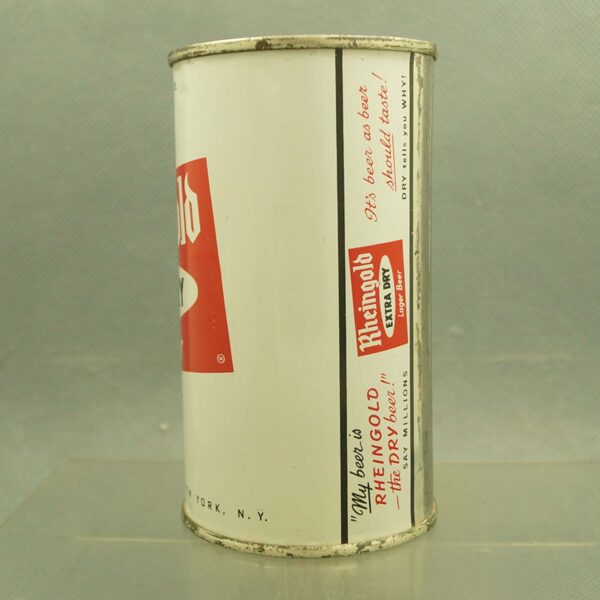 ld
Y
®
YORK, N. Y.
"My beer is
RHEINGOLD
—the DRY beer!"
SAY MILLIONS
Rheingold
EXTRA DRY
Lager Beer
It's beer as beer
should taste!
DRY tells you WHY!